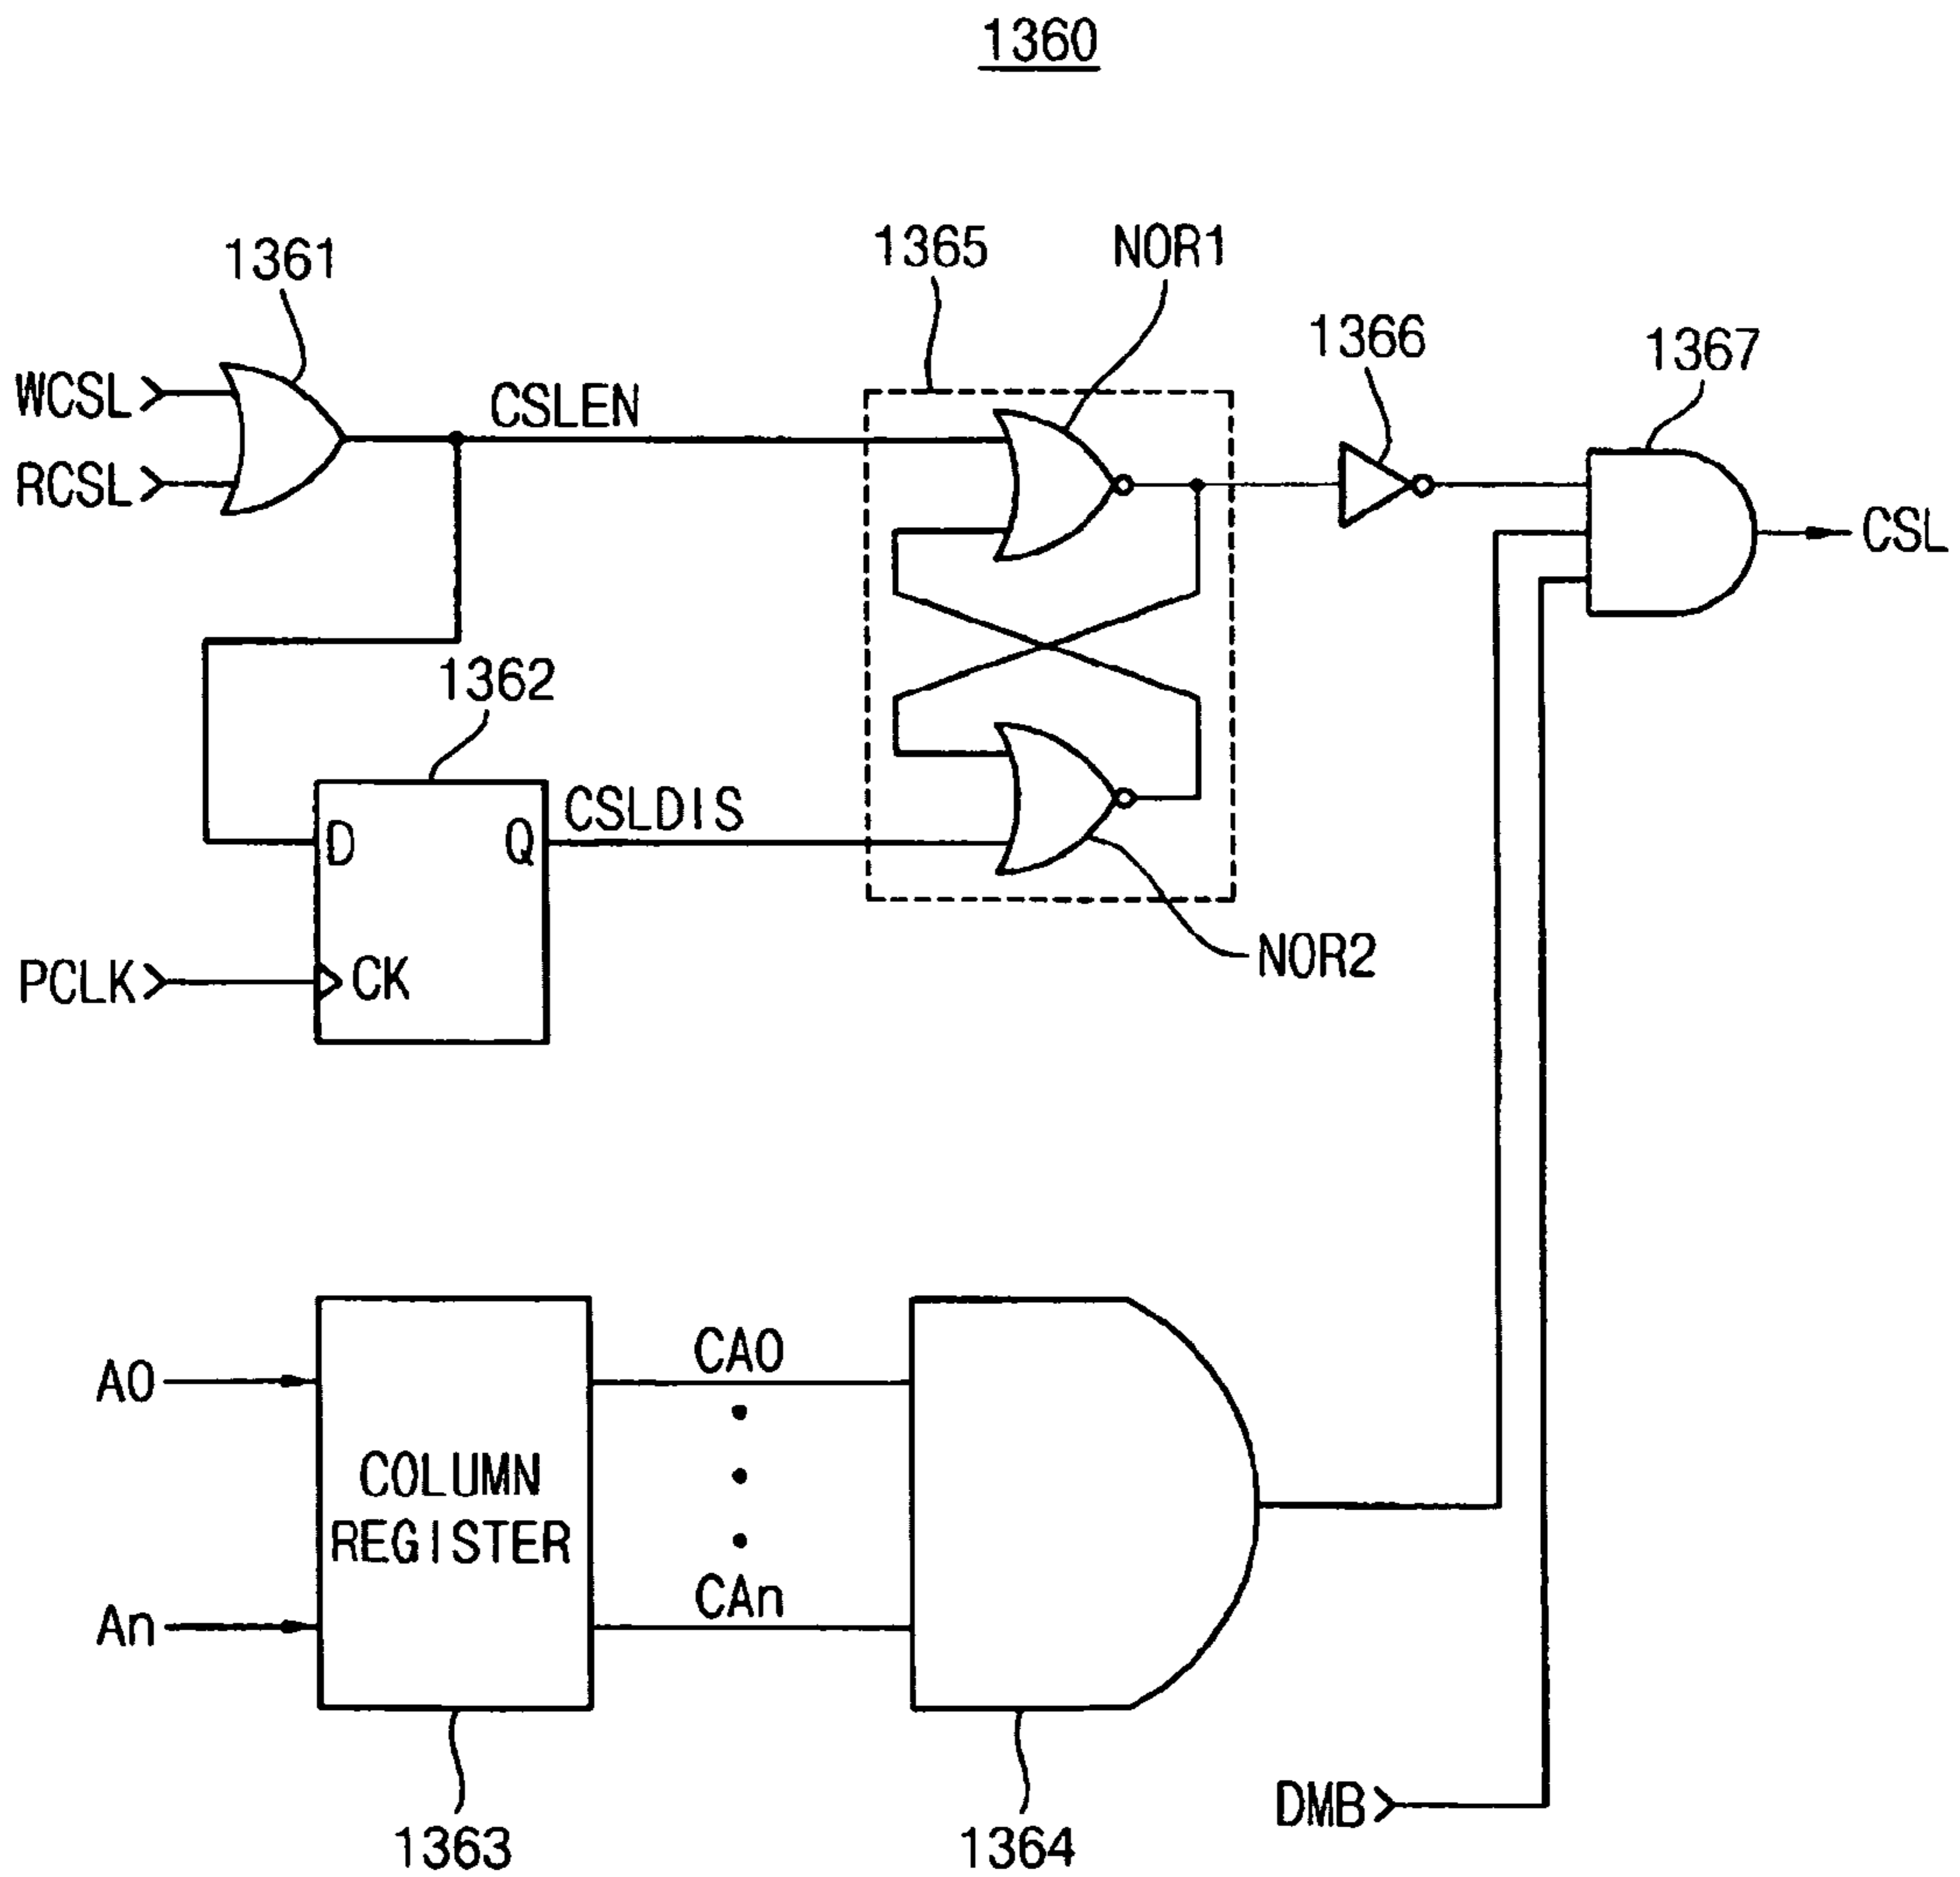 1360
1361
1365
NOR1
1366
1367
WCSL
CSLEN
RCSL
CSL
1362
CSLDIS
D
Q
NOR2
PCLK
CK
A0
CA0
COLUMN
REGISTER
CAn
An
DMB
1363
1364